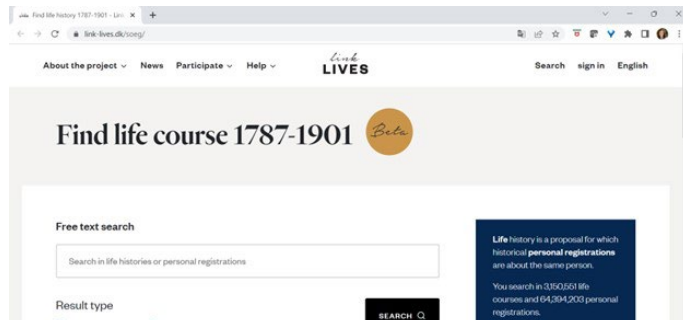 Find life history 1787-1901 - Lin
link-lives.dk/soeg/
About the project News Participate Help link LIVES Search sign in English
Find life course 1787-1901 Beta
Free text search
Search in life histories or personal registrations
Result type
SEARCH
Life history is a proposal for which
historical personal registrations
are about the same person.
You search in 3,150,551 life
courses and 64,394,203 personal
registrations.